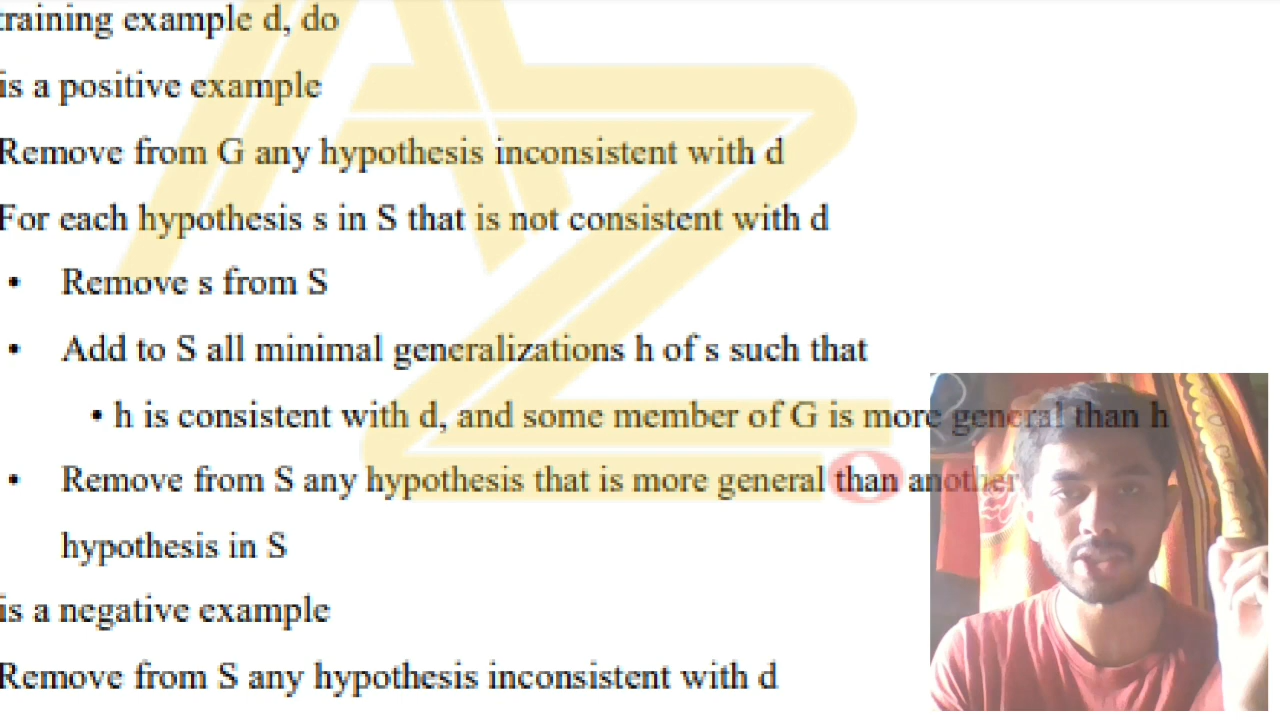 training example d, do
is a positive example
Remove from G any hypothesis inconsistent with d
For each hypothesis s in S that is not consistent with d
• Remove s from S
• Add to S all minimal generalizations h of s such that
• h is consistent with d, and some member of G is more general than h
• Remove from S any hypothesis that is more general than another
hypothesis in S
is a negative example
Remove from S any hypothesis inconsistent with d